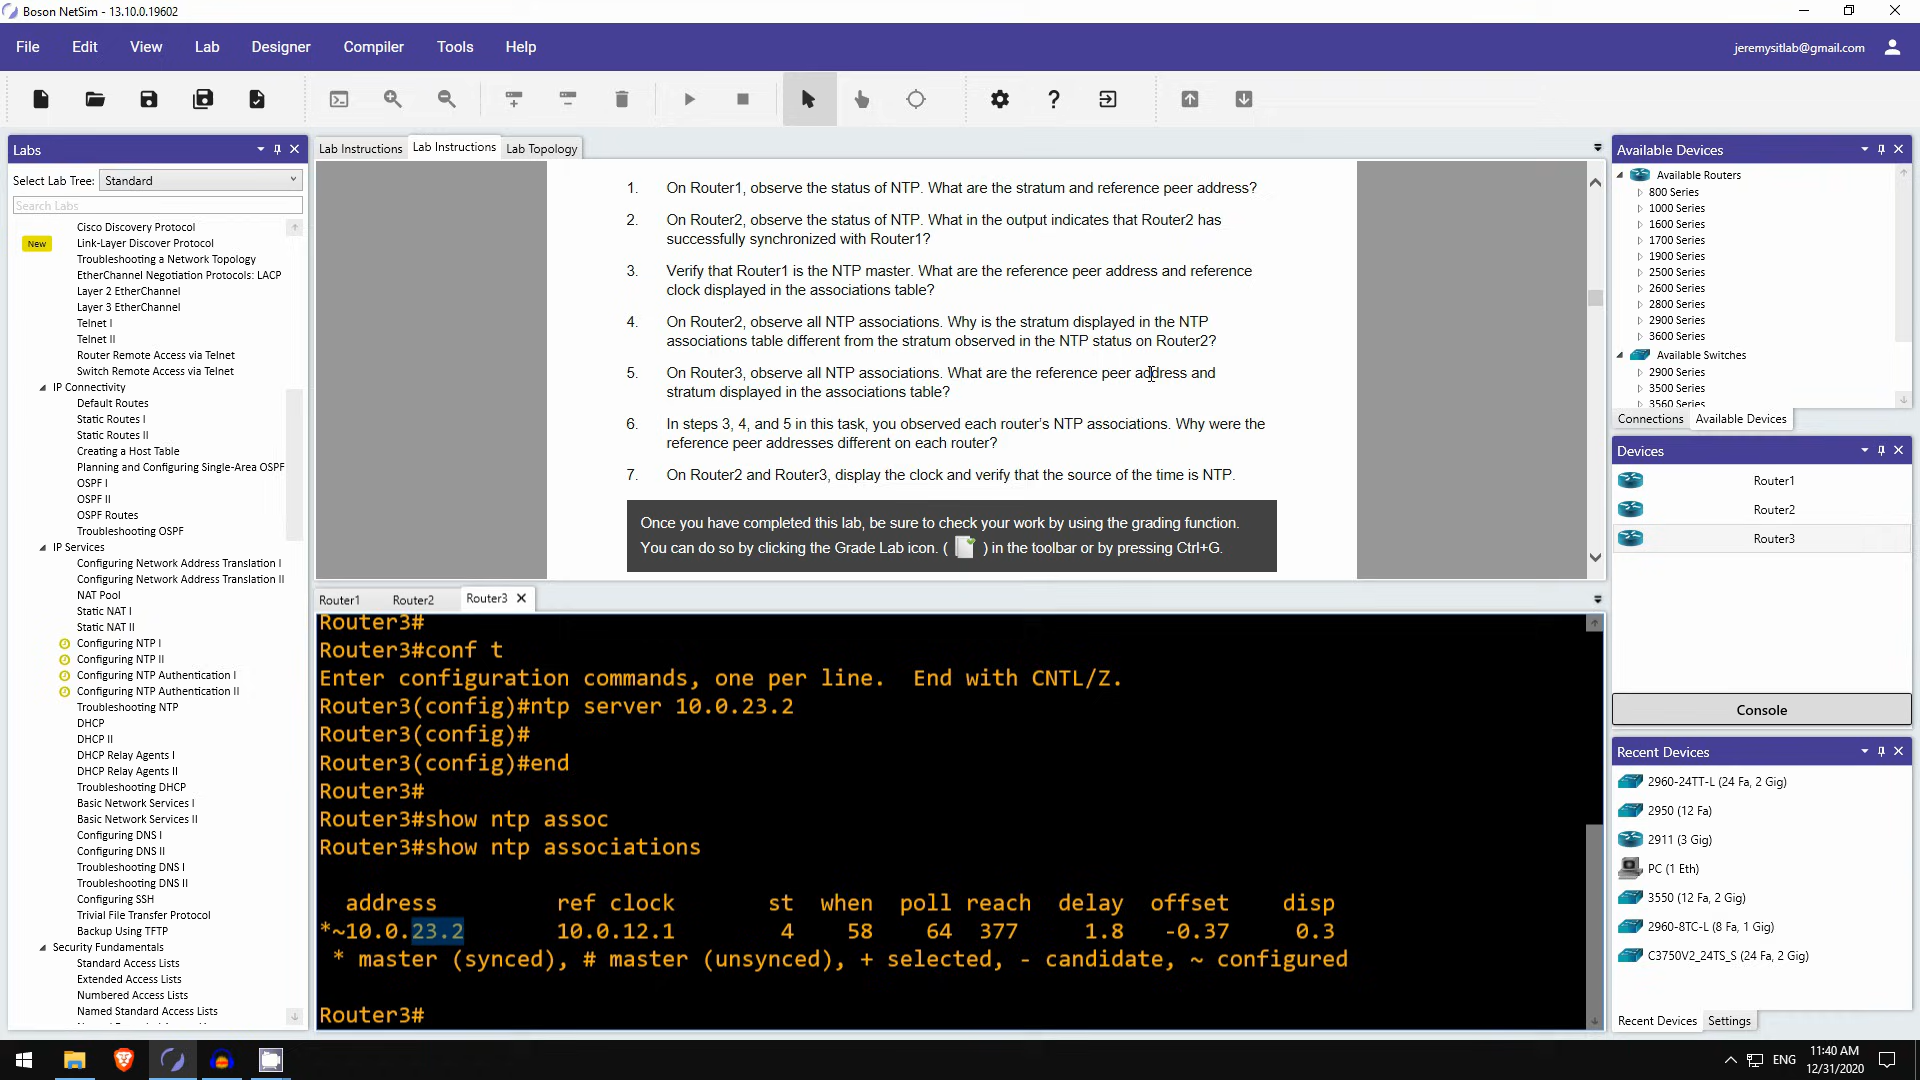 Boson NetSim - 13.10.0.19602
File Edit View Lab Designer Compiler Tools Help
jeremysitlab@gmail.com
Labs
Select Lab Tree: Standard
Search Labs
Cisco Discovery Protocol
New Link-Layer Discover Protocol
Troubleshooting a Network Topology
EtherChannel Negotiation Protocols: LACP
Layer 2 EtherChannel
Layer 3 EtherChannel
Telnet I
Telnet II
Router Remote Access via Telnet
Switch Remote Access via Telnet
IP Connectivity
Default Routes
Static Routes I
Static Routes II
Creating a Host Table
Planning and Configuring Single-Area OSPF
OSPF I
OSPF II
OSPF Routes
Troubleshooting OSPF
IP Services
Configuring Network Address Translation I
Configuring Network Address Translation II
NAT Pool
Static NAT I
Static NAT II
Configuring NTP I
Configuring NTP II
Configuring NTP Authentication I
Configuring NTP Authentication II
Troubleshooting NTP
DHCP
DHCP II
DHCP Relay Agents I
DHCP Relay Agents II
Troubleshooting DHCP
Basic Network Services I
Basic Network Services II
Configuring DNS I
Configuring DNS II
Troubleshooting DNS I
Troubleshooting DNS II
Configuring SSH
Trivial File Transfer Protocol
Backup Using TFTP
Security Fundamentals
Standard Access Lists
Extended Access Lists
Numbered Access Lists
Named Standard Access Lists
Lab Instructions Lab Instructions Lab Topology
1. On Router1, observe the status of NTP. What are the stratum and reference peer address?
2. On Router2, observe the status of NTP. What in the output indicates that Router2 has
successfully synchronized with Router1?
3. Verify that Router1 is the NTP master. What are the reference peer address and reference
clock displayed in the associations table?
4. On Router2, observe all NTP associations. Why is the stratum displayed in the NTP
associations table different from the stratum observed in the NTP status on Router2?
5. On Router3, observe all NTP associations. What are the reference peer address and
stratum displayed in the associations table?
6. In steps 3, 4, and 5 in this task, you observed each router's NTP associations. Why were the
reference peer addresses different on each router?
7. On Router2 and Router3, display the clock and verify that the source of the time is NTP.
Once you have completed this lab, be sure to check your work by using the grading function.
You can do so by clicking the Grade Lab icon. ( ) in the toolbar or by pressing Ctrl+G.
Router1 Router2 Router3
Router3#
Router3#conf t
Enter configuration commands, one per line. End with CNTL/Z.
Router3(config)#ntp server 10.0.23.2
Router3(config)#
Router3(config)#end
Router3#
Router3#show ntp assoc
Router3#show ntp associations
address ref clock st when poll reach delay offset disp
*~10.0.23.2 10.0.12.1 4 58 64 377 1.8 -0.37 0.3
* master (synced), # master (unsynced), + selected, - candidate, ~ configured
Router3#
Available Devices
Available Routers
800 Series
1000 Series
1600 Series
1700 Series
1900 Series
2500 Series
2600 Series
2800 Series
2900 Series
3600 Series
Available Switches
2900 Series
3500 Series
3560 Series
Connections Available Devices
Devices
Router1
Router2
Router3
Console
Recent Devices
2960-24TT-L (24 Fa, 2 Gig)
2950 (12 Fa)
2911 (3 Gig)
PC (1 Eth)
3550 (12 Fa, 2 Gig)
2960-8TC-L (8 Fa, 1 Gig)
C3750V2_24TS_S (24 Fa, 2 Gig)
Recent Devices Settings
ENG
11:40 AM
12/31/2020